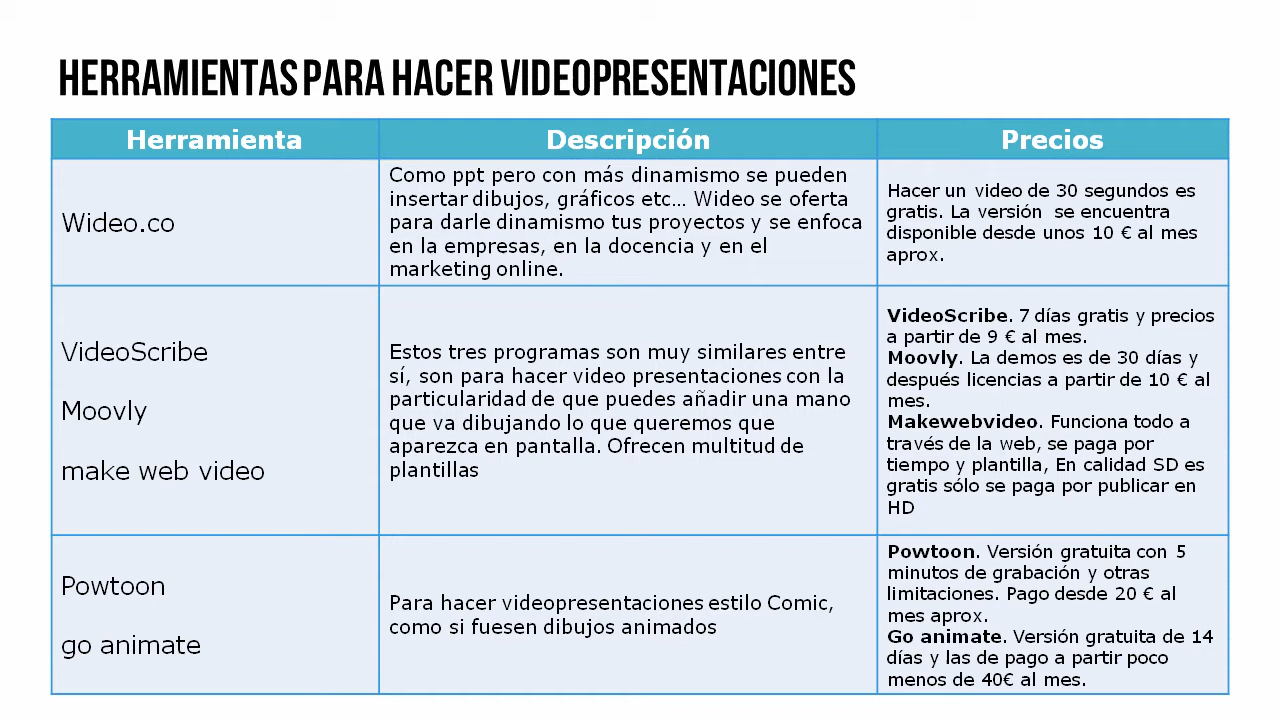 HERRAMIENTAS PARA HACER VIDEOPRESENTACIONES
Herramienta
Descripción
Precios
Wideo.co
Como ppt pero con más dinamismo se pueden
insertar dibujos, gráficos etc... Wideo se oferta
para darle dinamismo tus proyectos y se enfoca
en la empresas, en la docencia y en el
marketing online.
Hacer un video de 30 segundos es
gratis. La versión se encuentra
disponible desde unos 10 € al mes
aprox.
VideoScribe
Moovly
make web video
Estos tres programas son muy similares entre
sí, son para hacer video presentaciones con la
particularidad de que puedes añadir una mano
que va dibujando lo que queremos que
aparezca en pantalla. Ofrecen multitud de
plantillas
VideoScribe. 7 días gratis y precios
a partir de 9 € al mes.
Moovly. La demos es de 30 días y
después licencias a partir de 10 € al
mes.
Makewebvideo. Funciona todo a
través de la web, se paga por
tiempo y plantilla, En calidad SD es
gratis sólo se paga por publicar en
HD
Powtoon
go animate
Para hacer videopresentaciones estilo Comic,
como si fuesen dibujos animados
Powtoon. Versión gratuita con 5
minutos de grabación y otras
limitaciones. Pago desde 20 € al
mes aprox.
Go animate. Versión gratuita de 14
días y las de pago a partir poco
menos de 40€ al mes.